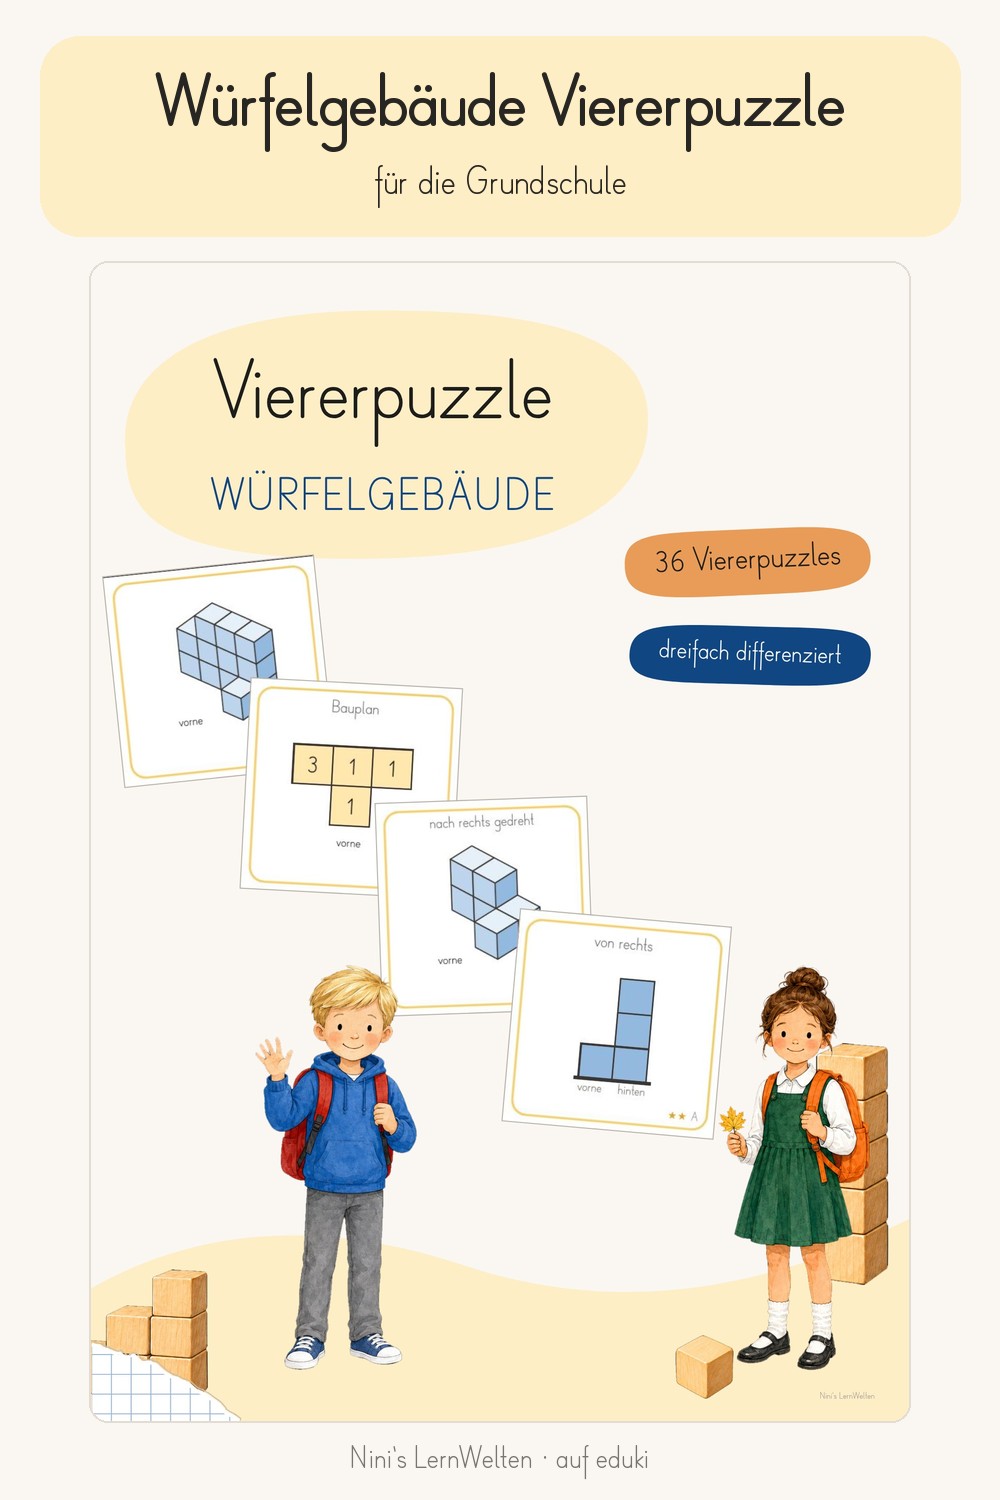 Würfelgebäude Viererpuzzle
für die Grundschule
Viererpuzzle
WÜRFELGEBÄUDE
36 Viererpuzzles
dreifach differenziert
vorne
Bauplan
3 1 1
1
vorne
nach rechts gedreht
vorne
von rechts
vorne hinten
★★ A
Nini's LernWelten
Nini's LernWelten · auf eduki